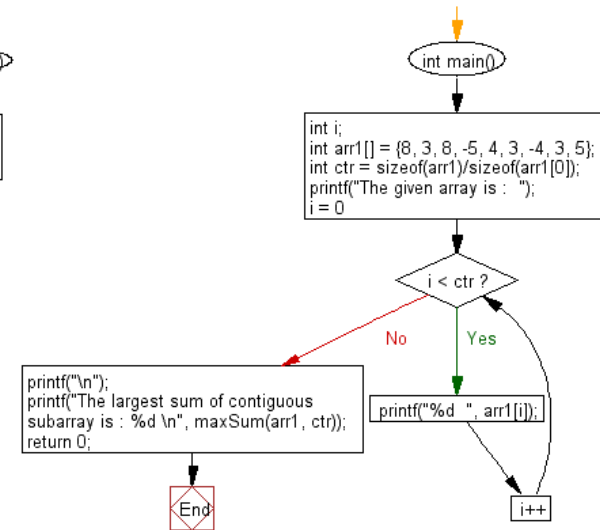 )
int main()
int i;
int arr1[] = {8, 3, 8, -5, 4, 3, -4, 3, 5};
int ctr = sizeof(arr1)/sizeof(arr1[0]);
printf("The given array is :  ");
i = 0
i < ctr ?
No
Yes
printf("\n");
printf("The largest sum of contiguous
subarray is : %d \n", maxSum(arr1, ctr));
return 0;
printf("%d  ", arr1[i]);
i++
End